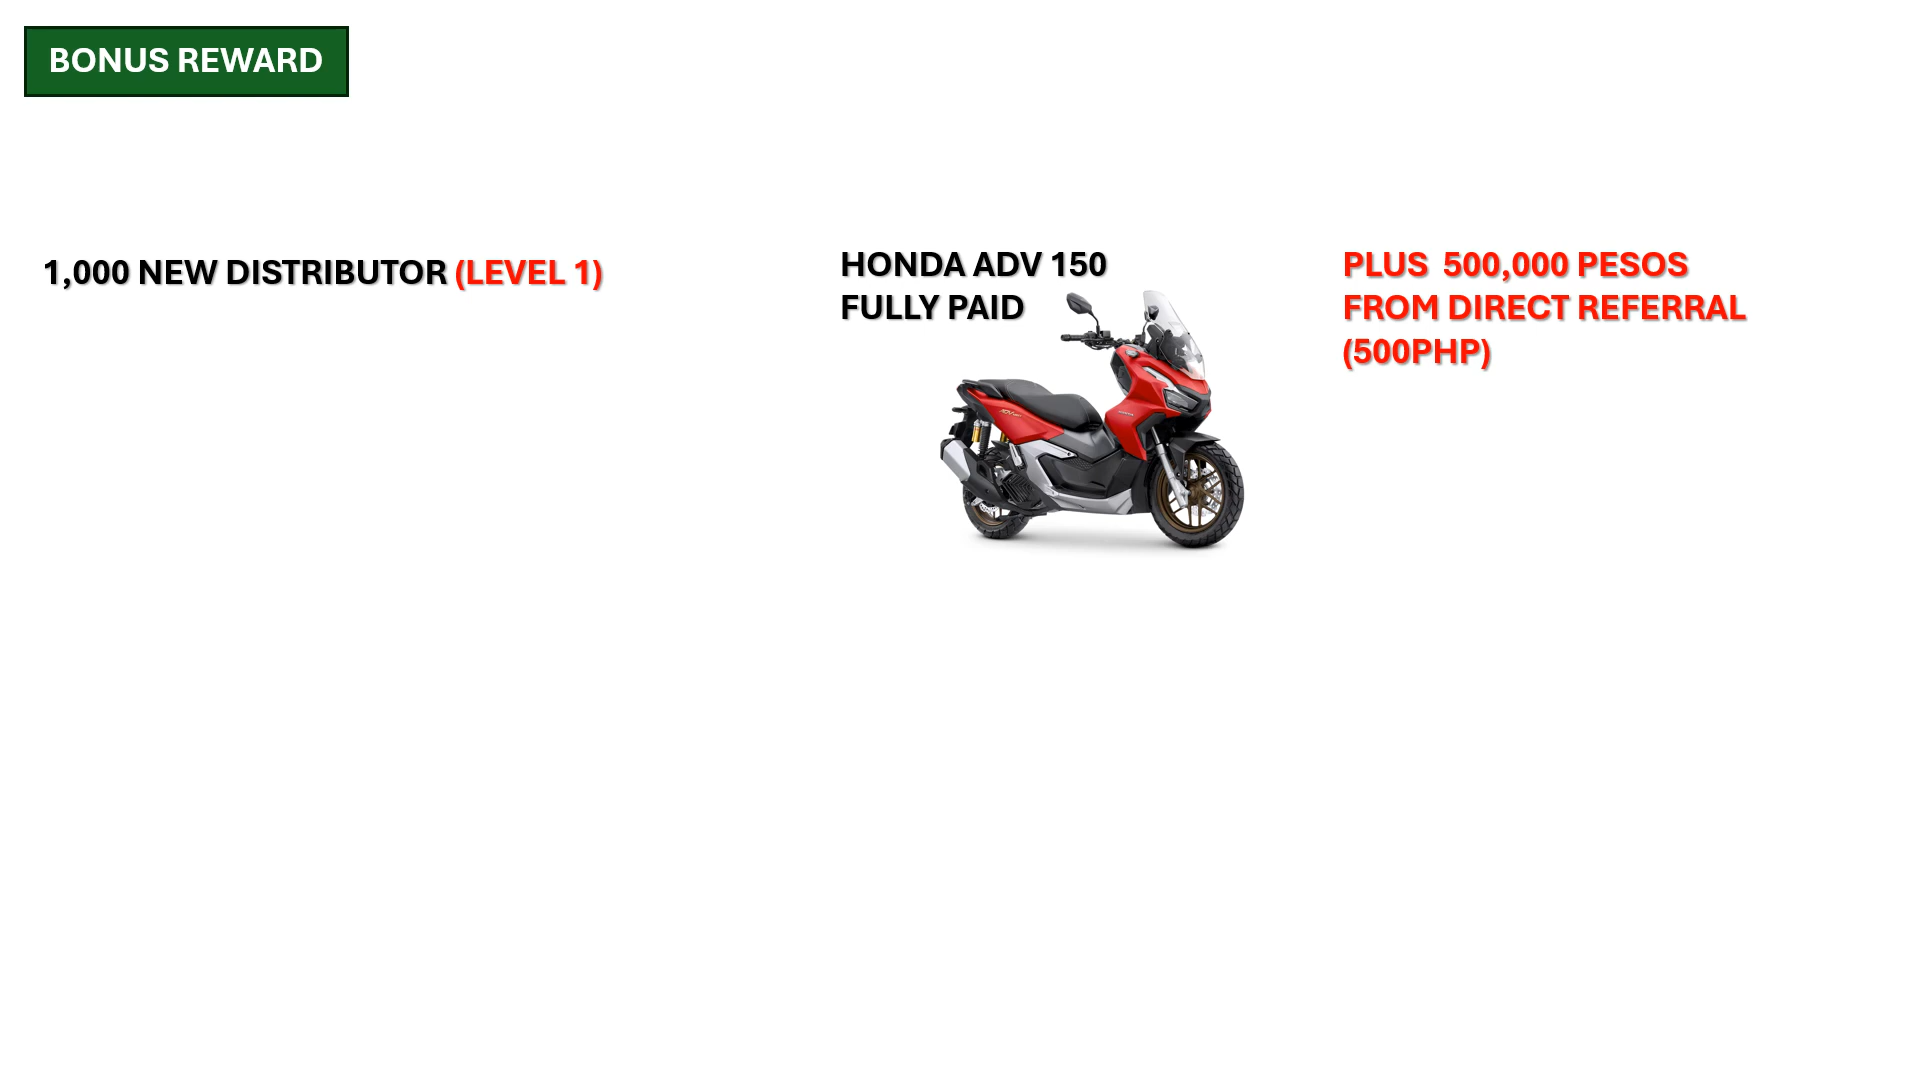 BONUS REWARD
1,000 NEW DISTRIBUTOR (LEVEL 1)
HONDA ADV 150
FULLY PAID
PLUS  500,000 PESOS
FROM DIRECT REFERRAL
(500PHP)